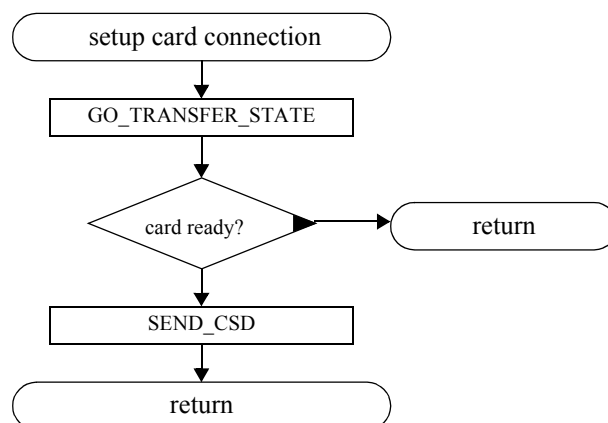 setup card connection
GO_TRANSFER_STATE
card ready?
return
SEND_CSD
return